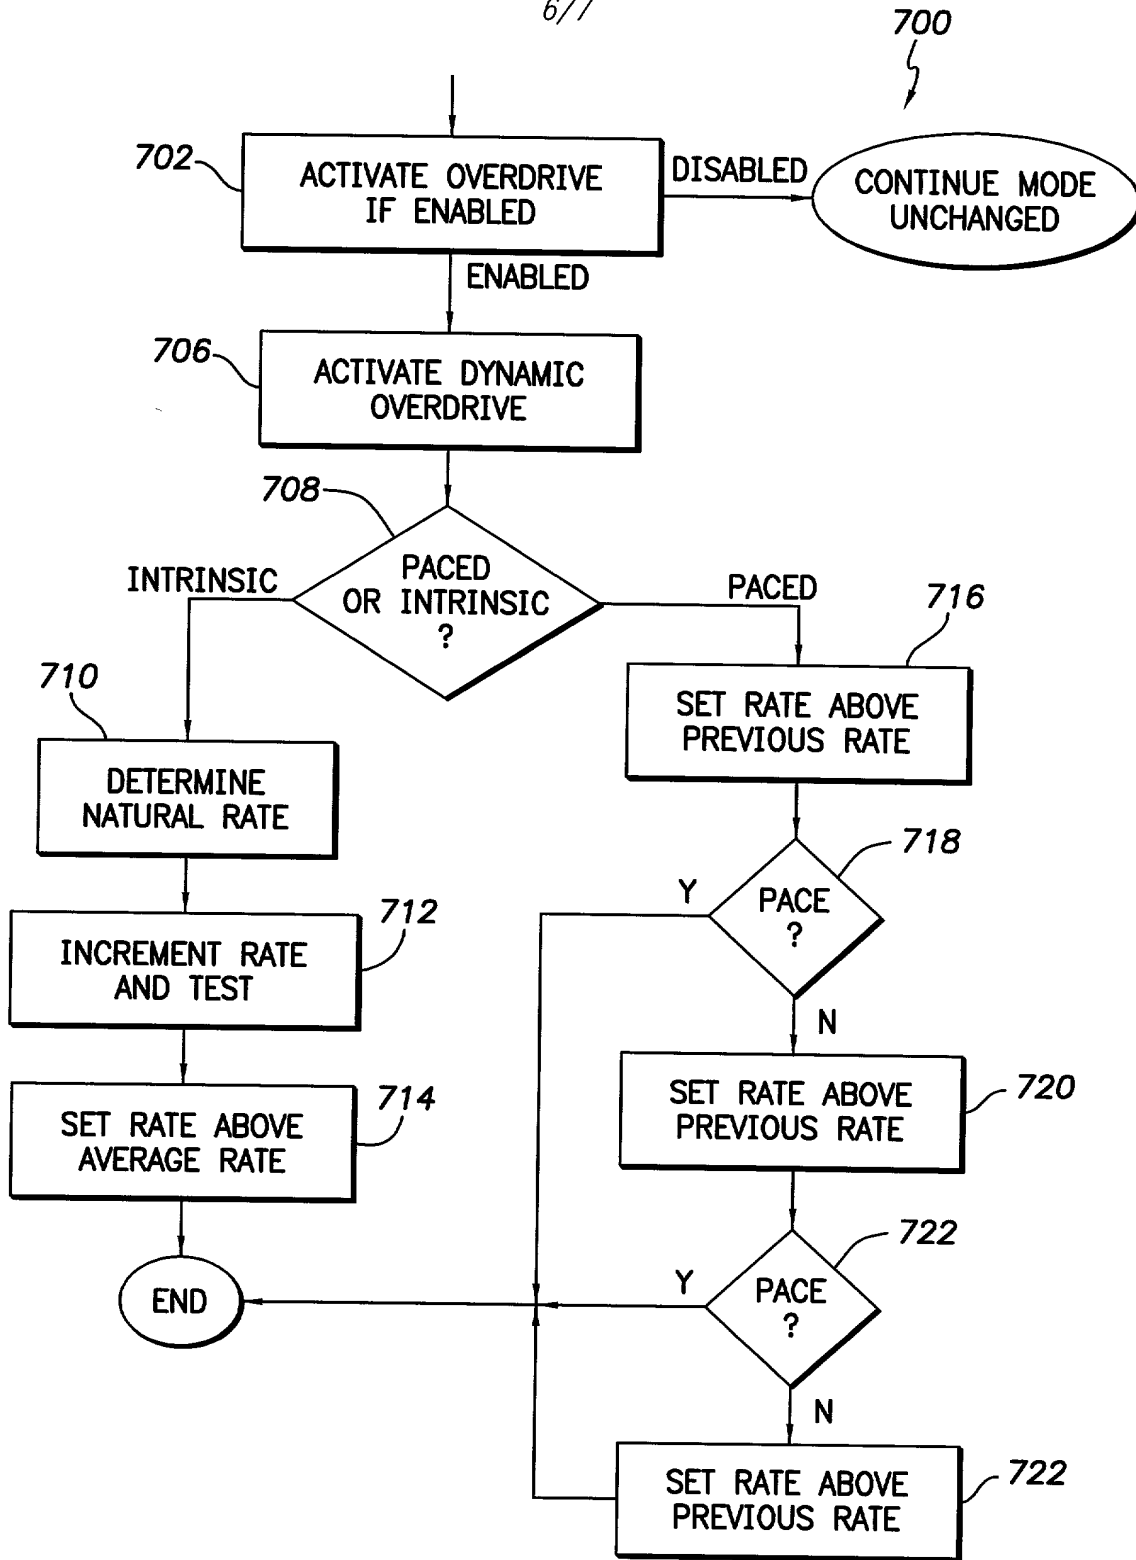 6/7
700
702
ACTIVATE OVERDRIVE
IF ENABLED
DISABLED
CONTINUE MODE
UNCHANGED
ENABLED
706
ACTIVATE DYNAMIC
OVERDRIVE
708
PACED
OR INTRINSIC
?
INTRINSIC
PACED
716
SET RATE ABOVE
PREVIOUS RATE
710
DETERMINE
NATURAL RATE
718
PACE
?
Y
N
712
INCREMENT RATE
AND TEST
720
SET RATE ABOVE
PREVIOUS RATE
714
SET RATE ABOVE
AVERAGE RATE
722
PACE
?
Y
N
END
722
SET RATE ABOVE
PREVIOUS RATE